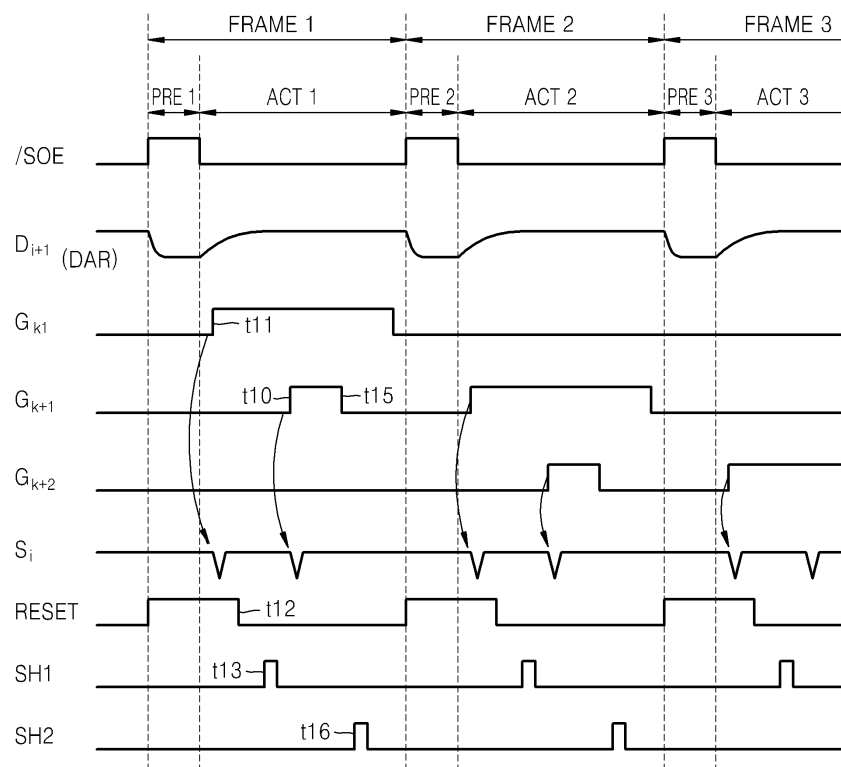 FRAME 1 FRAME 2 FRAME 3
PRE 1 ACT 1 PRE 2 ACT 2 PRE 3 ACT 3
/SOE
Di+1 (DAR)
Gk1 t11
Gk+1 t10 t15
Gk+2
Si
RESET t12
SH1 t13
SH2 t16